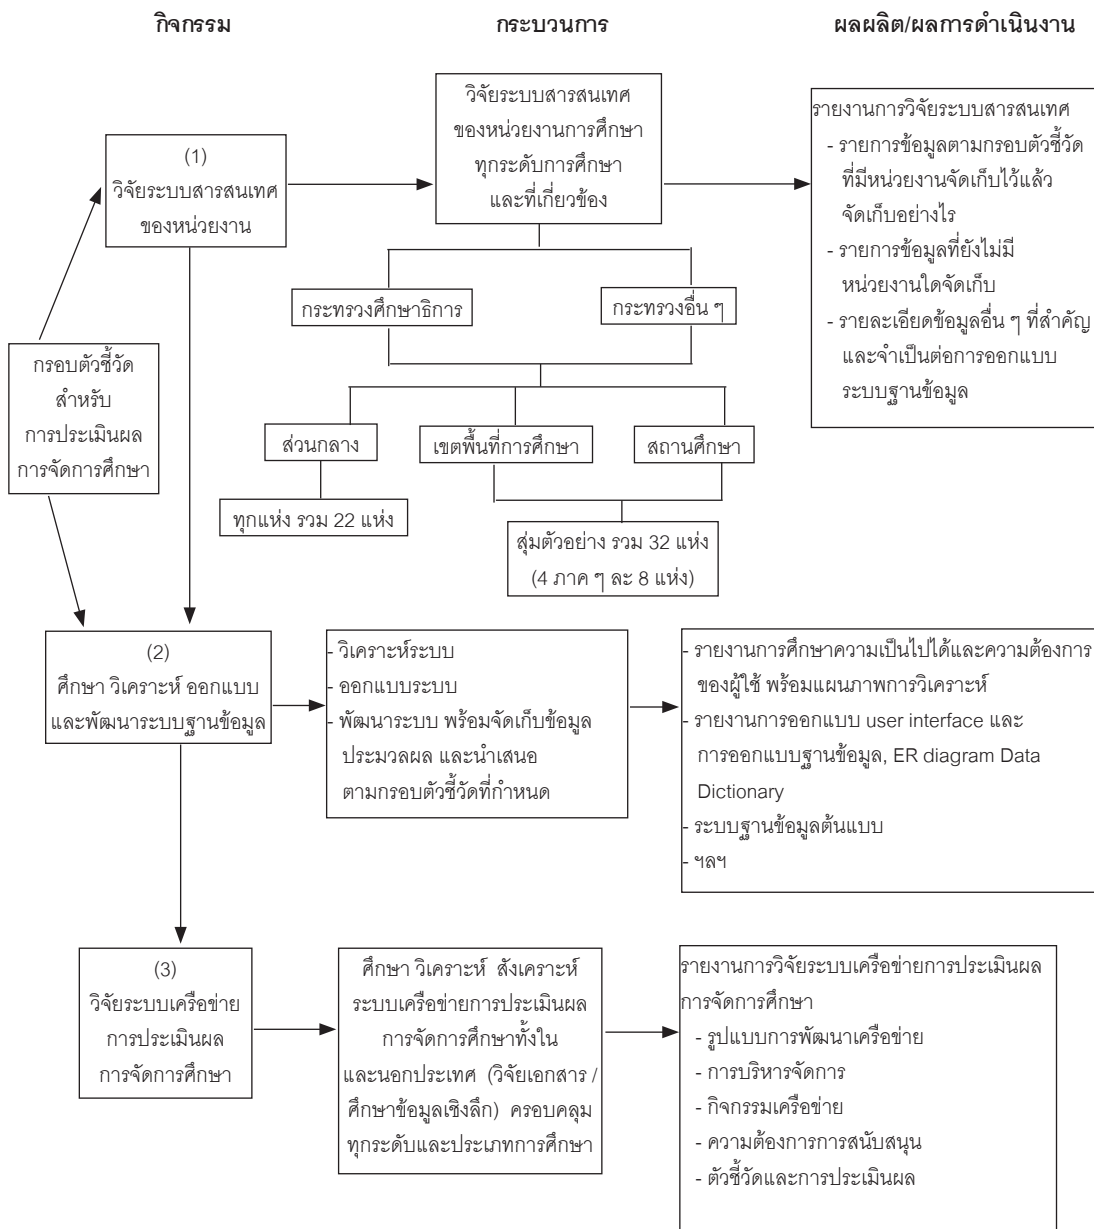 กิจกรรม
กระบวนการ
ผลผลิต/ผลการดำเนินงาน
กรอบตัวชี้วัด
สำหรับ
การประเมินผล
การจัดการศึกษา
(1)
วิจัยระบบสารสนเทศ
ของหน่วยงาน
วิจัยระบบสารสนเทศ
ของหน่วยงานการศึกษา
ทุกระดับการศึกษา
และที่เกี่ยวข้อง
กระทรวงศึกษาธิการ
กระทรวงอื่น ๆ
ส่วนกลาง
เขตพื้นที่การศึกษา
สถานศึกษา
ทุกแห่ง รวม 22 แห่ง
สุ่มตัวอย่าง รวม 32 แห่ง
(4 ภาค ๆ ละ 8 แห่ง)
รายงานการวิจัยระบบสารสนเทศ
- รายการข้อมูลตามกรอบตัวชี้วัด
ที่มีหน่วยงานจัดเก็บไว้แล้ว
จัดเก็บอย่างไร
- รายการข้อมูลที่ยังไม่มี
หน่วยงานใดจัดเก็บ
- รายละเอียดข้อมูลอื่น ๆ ที่สำคัญ
และจำเป็นต่อการออกแบบ
ระบบฐานข้อมูล
(2)
ศึกษา วิเคราะห์ ออกแบบ
และพัฒนาระบบฐานข้อมูล
- วิเคราะห์ระบบ
- ออกแบบระบบ
- พัฒนาระบบ พร้อมจัดเก็บข้อมูล
ประมวลผล และนำเสนอ
ตามกรอบตัวชี้วัดที่กำหนด
- รายงานการศึกษาความเป็นไปได้และความต้องการ
ของผู้ใช้ พร้อมแผนภาพการวิเคราะห์
- รายงานการออกแบบ user interface และ
การออกแบบฐานข้อมูล, ER diagram Data
Dictionary
- ระบบฐานข้อมูลต้นแบบ
- ฯลฯ
(3)
วิจัยระบบเครือข่าย
การประเมินผล
การจัดการศึกษา
ศึกษา วิเคราะห์ สังเคราะห์
ระบบเครือข่ายการประเมินผล
การจัดการศึกษาทั้งใน
และนอกประเทศ (วิจัยเอกสาร /
ศึกษาข้อมูลเชิงลึก) ครอบคลุม
ทุกระดับและประเภทการศึกษา
รายงานการวิจัยระบบเครือข่ายการประเมินผล
การจัดการศึกษา
- รูปแบบการพัฒนาเครือข่าย
- การบริหารจัดการ
- กิจกรรมเครือข่าย
- ความต้องการการสนับสนุน
- ตัวชี้วัดและการประเมินผล